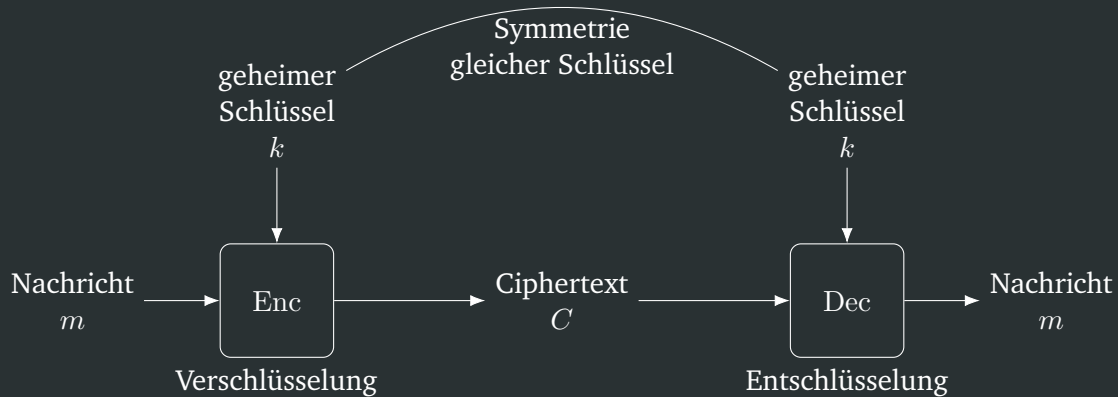 Symmetrie
gleicher Schlüssel
geheimer
Schlüssel
k
geheimer
Schlüssel
k
Nachricht
m
Enc
Verschlüsselung
Ciphertext
C
Dec
Entschlüsselung
Nachricht
m